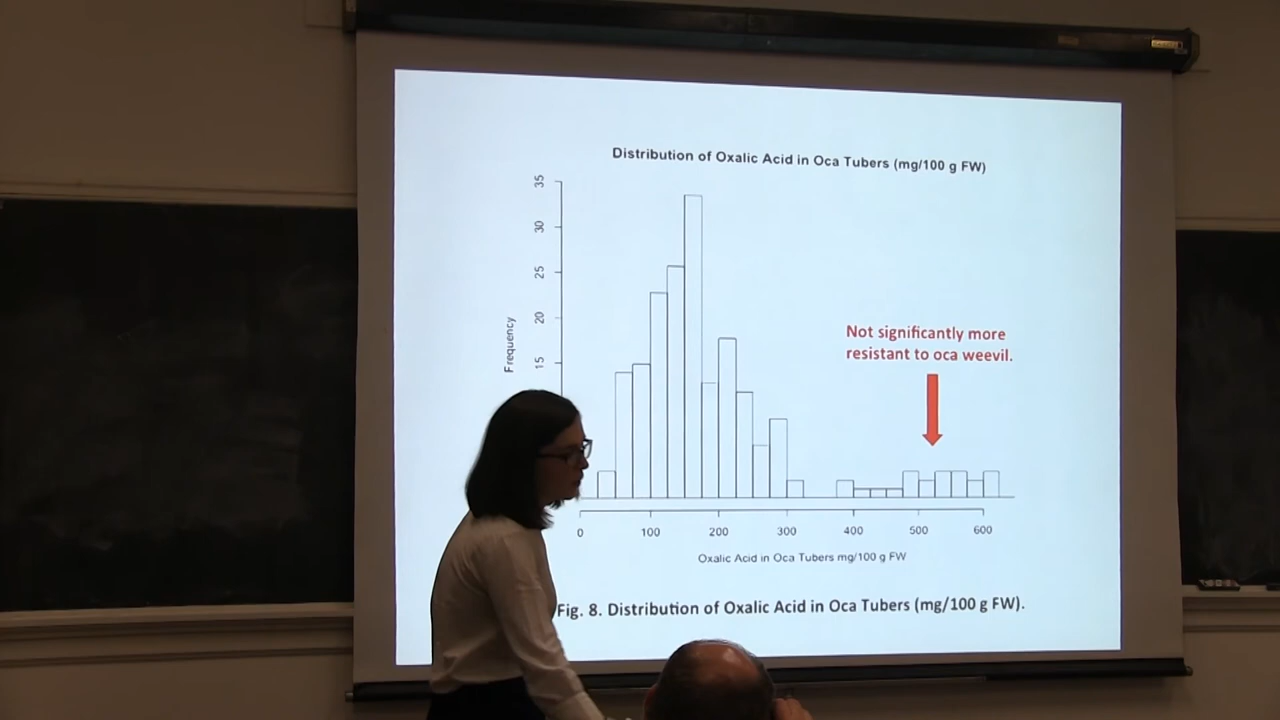 Distribution of Oxalic Acid in Oca Tubers (mg/100 g FW)
35
30
25
20
15
Frequency
Not significantly more
resistant to oca weevil.
0 100 200 300 400 500 600
Oxalic Acid in Oca Tubers mg/100 g FW
Fig. 8. Distribution of Oxalic Acid in Oca Tubers (mg/100 g FW).